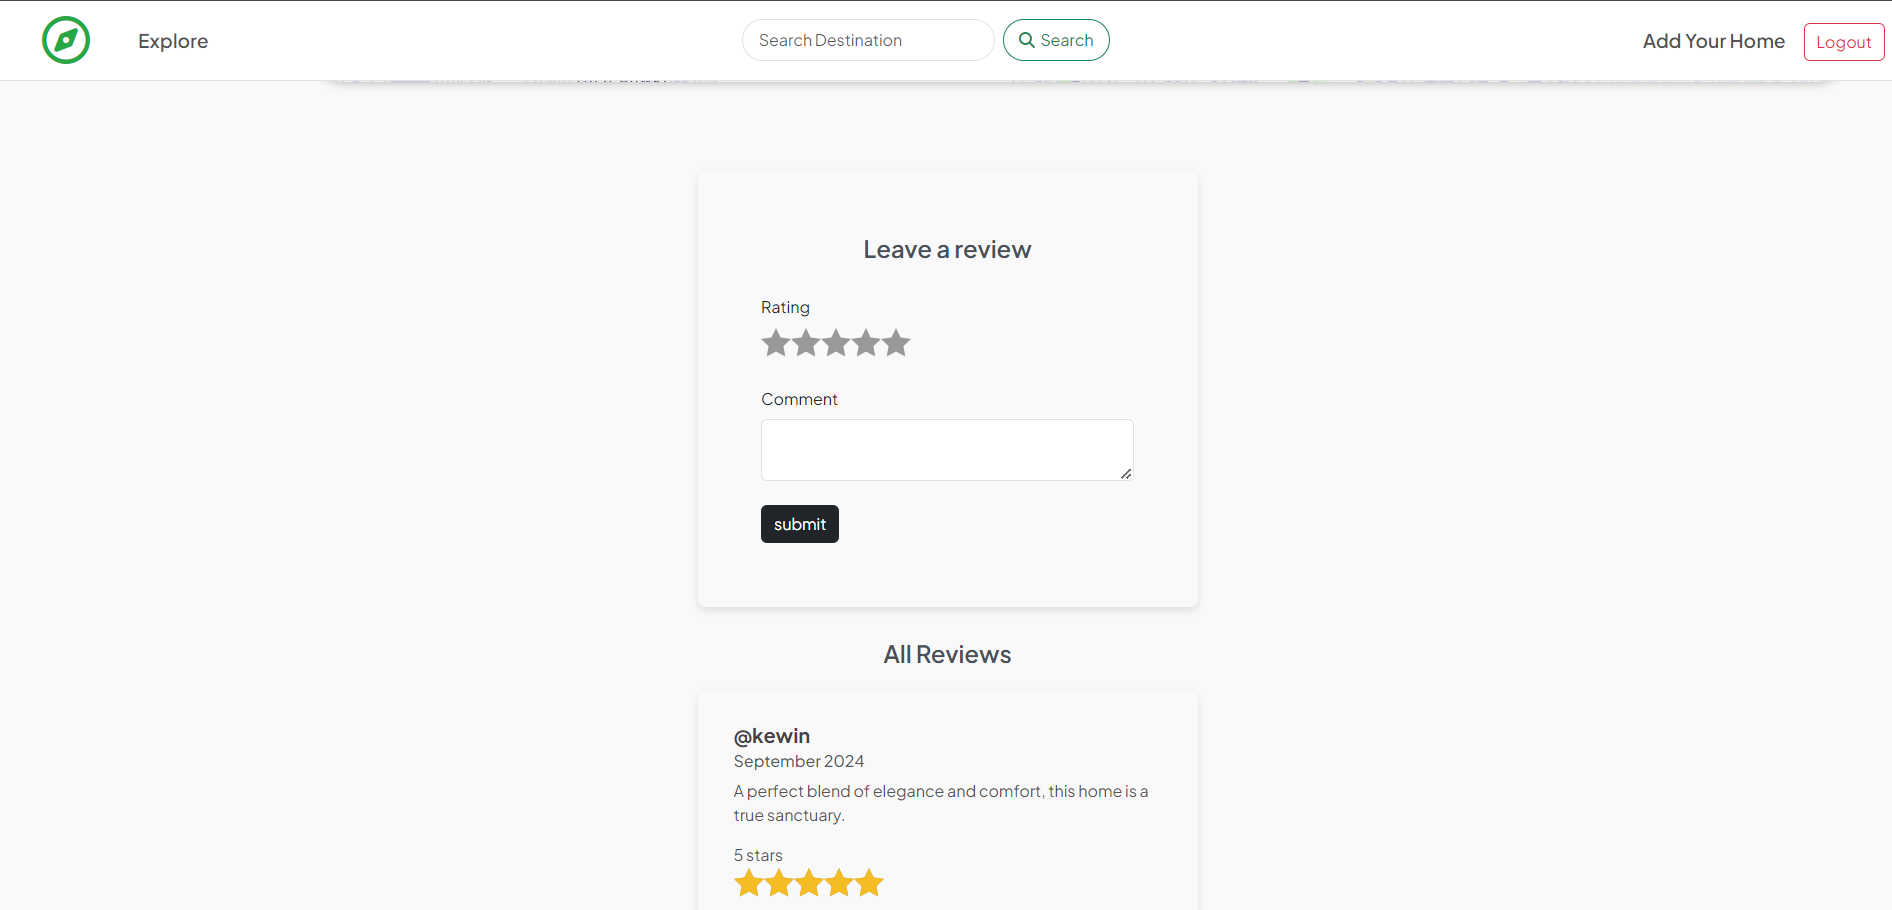 Explore
Search Destination
Search
Add Your Home
Logout
Leave a review
Rating
Comment
submit
All Reviews
@kewin
September 2024
A perfect blend of elegance and comfort, this home is a
true sanctuary.
5 stars